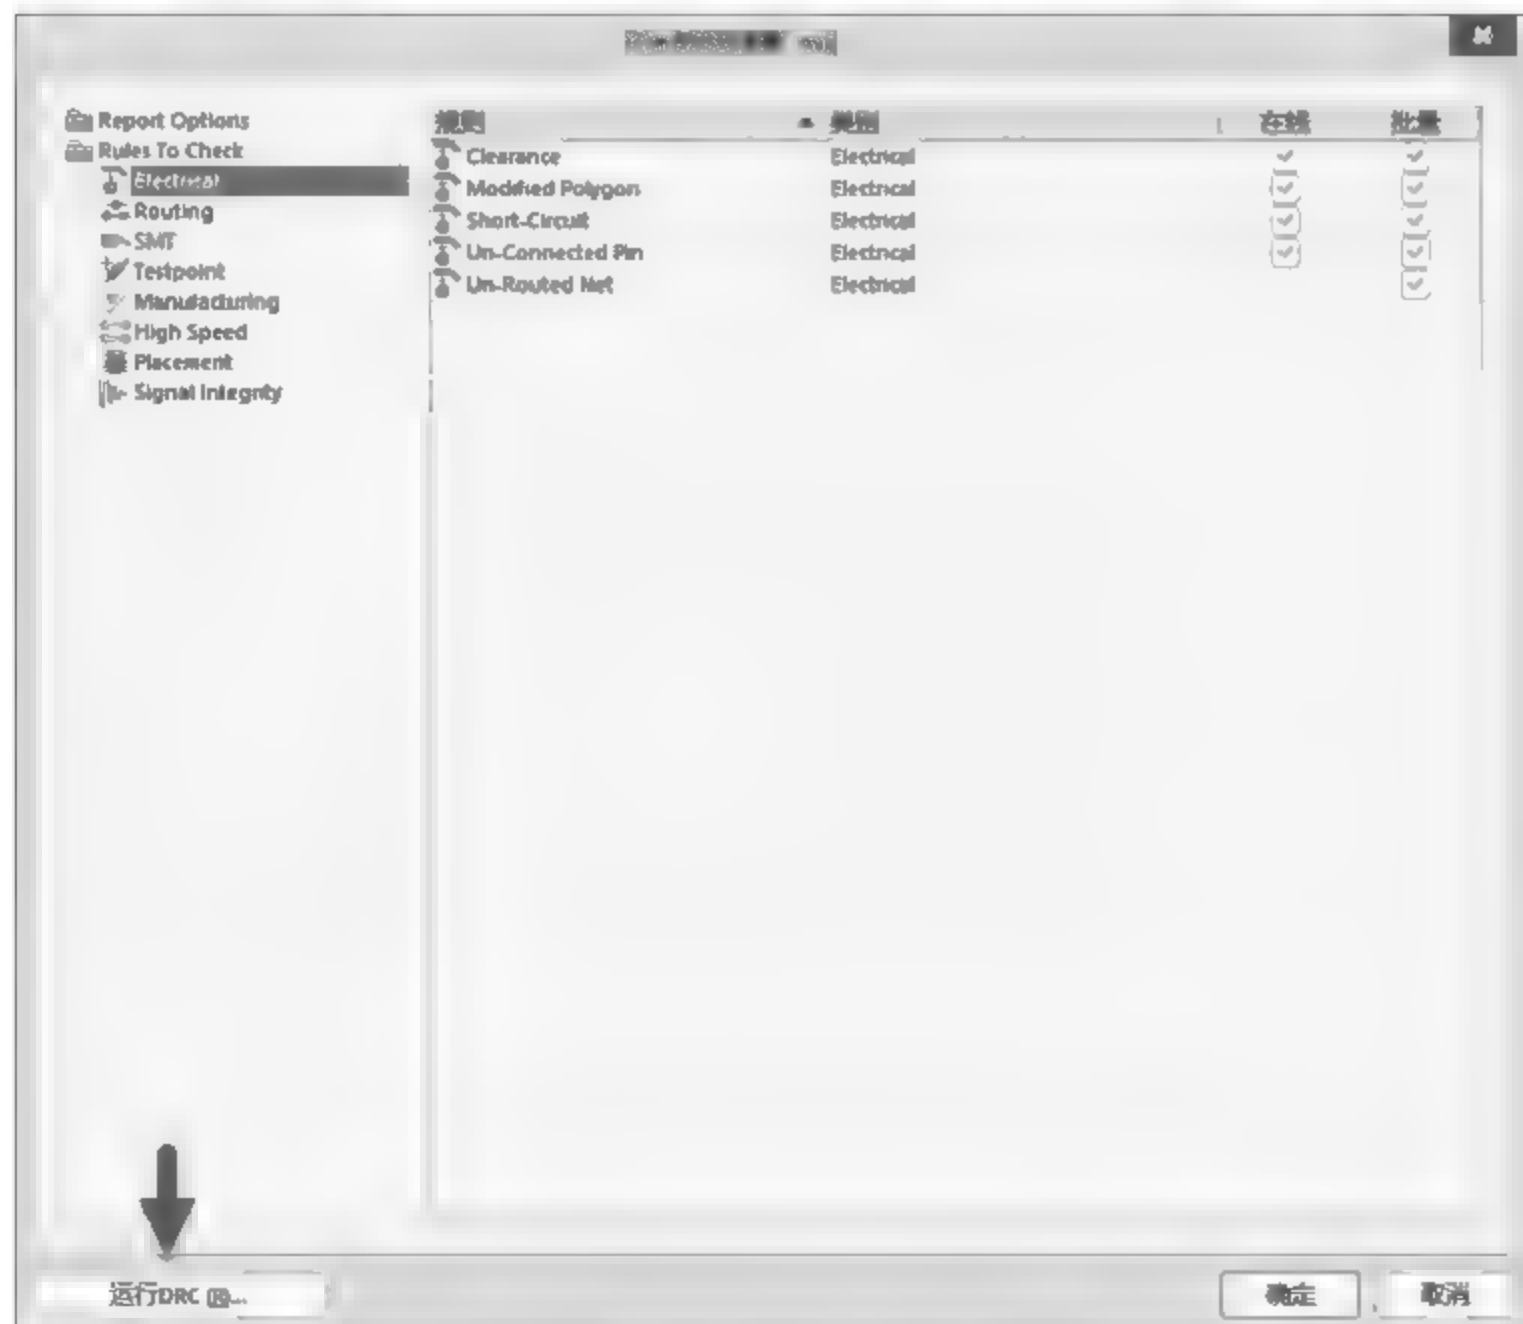 Report Options
Rules To Check
Electrical
Routing
SMT
Testpoint
Manufacturing
High Speed
Placement
Signal Integrity
规则 类别 在线 批量
Clearance Electrical
Modified Polygon Electrical
Short-Circuit Electrical
Un-Connected Pin Electrical
Un-Routed Net Electrical
运行DRC (R)...
确定 取消